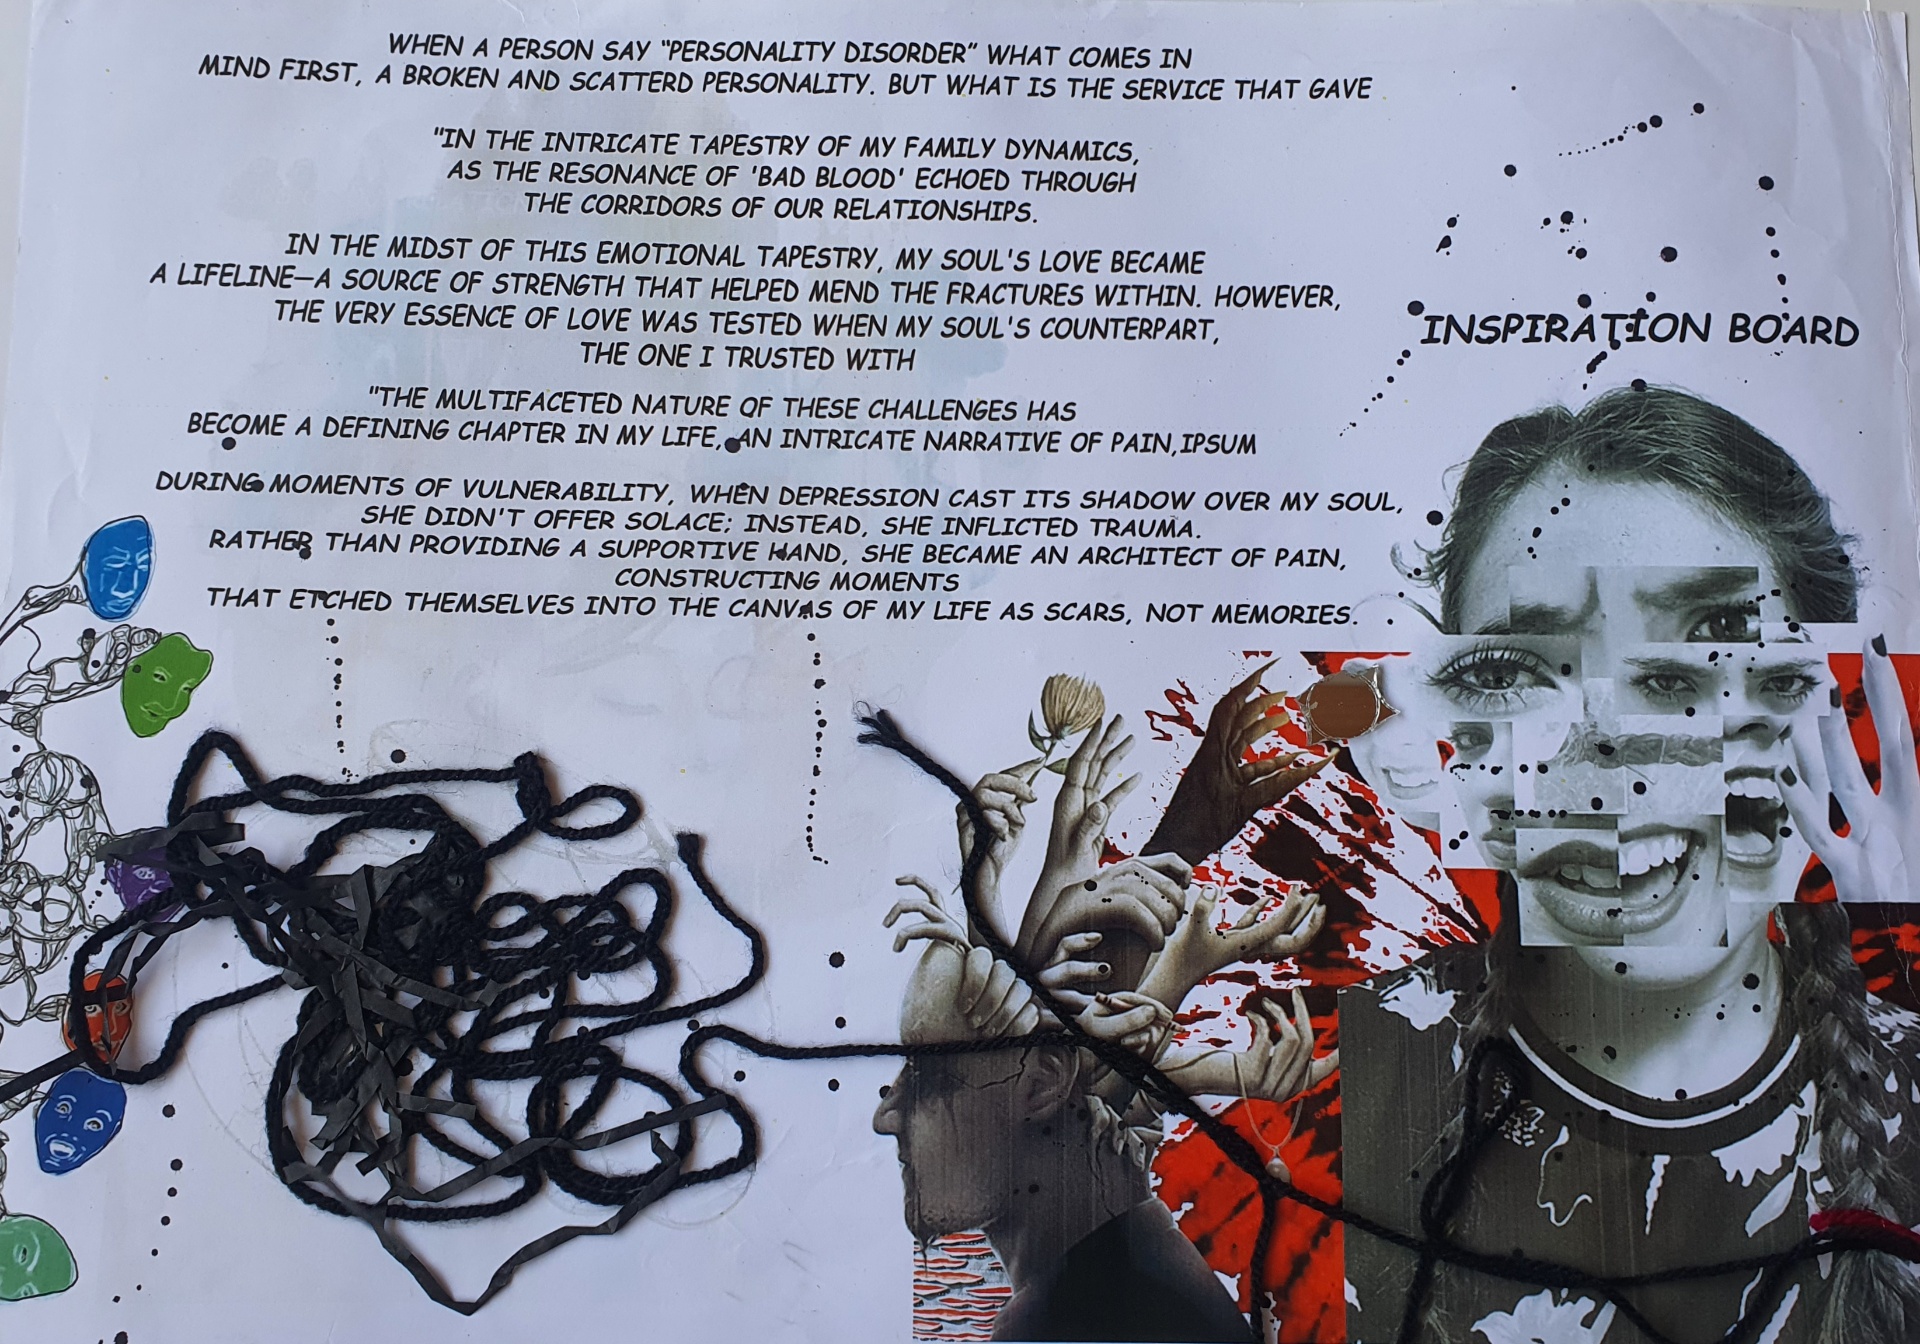 WHEN A PERSON SAY "PERSONALITY DISORDER" WHAT COMES IN
MIND FIRST, A BROKEN AND SCATTERD PERSONALITY. BUT WHAT IS THE SERVICE THAT GAVE
"IN THE INTRICATE TAPESTRY OF MY FAMILY DYNAMICS,
AS THE RESONANCE OF 'BAD BLOOD' ECHOED THROUGH
THE CORRIDORS OF OUR RELATIONSHIPS.
IN THE MIDST OF THIS EMOTIONAL TAPESTRY, MY SOUL'S LOVE BECAME
A LIFELINE—A SOURCE OF STRENGTH THAT HELPED MEND THE FRACTURES WITHIN. HOWEVER,
THE VERY ESSENCE OF LOVE WAS TESTED WHEN MY SOUL'S COUNTERPART,
THE ONE I TRUSTED WITH
"THE MULTIFACETED NATURE OF THESE CHALLENGES HAS
BECOME A DEFINING CHAPTER IN MY LIFE, AN INTRICATE NARRATIVE OF PAIN,IPSUM
DURING MOMENTS OF VULNERABILITY, WHEN DEPRESSION CAST ITS SHADOW OVER MY SOUL,
SHE DIDN'T OFFER SOLACE; INSTEAD, SHE INFLICTED TRAUMA.
RATHER THAN PROVIDING A SUPPORTIVE HAND, SHE BECAME AN ARCHITECT OF PAIN,
CONSTRUCTING MOMENTS
THAT ETCHED THEMSELVES INTO THE CANVAS OF MY LIFE AS SCARS, NOT MEMORIES.
INSPIRATION BOARD